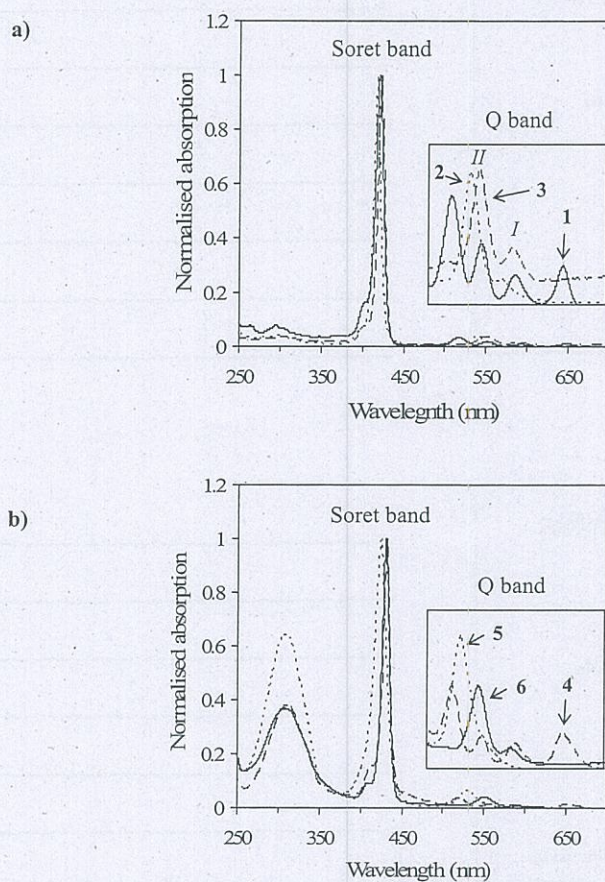 a)
1.2
Soret band
1
Normalised absorption
0.8
Q band
2
II
3
I
1
0.6
0.4
0.2
0
250 350 450 550 650
Wavelegnth (nm)
b)
1.2
Soret band
1
Normalised absorption
0.8
Q band
5
6
4
0.6
0.4
0.2
0
250 350 450 550 650
Wavelength (nm)